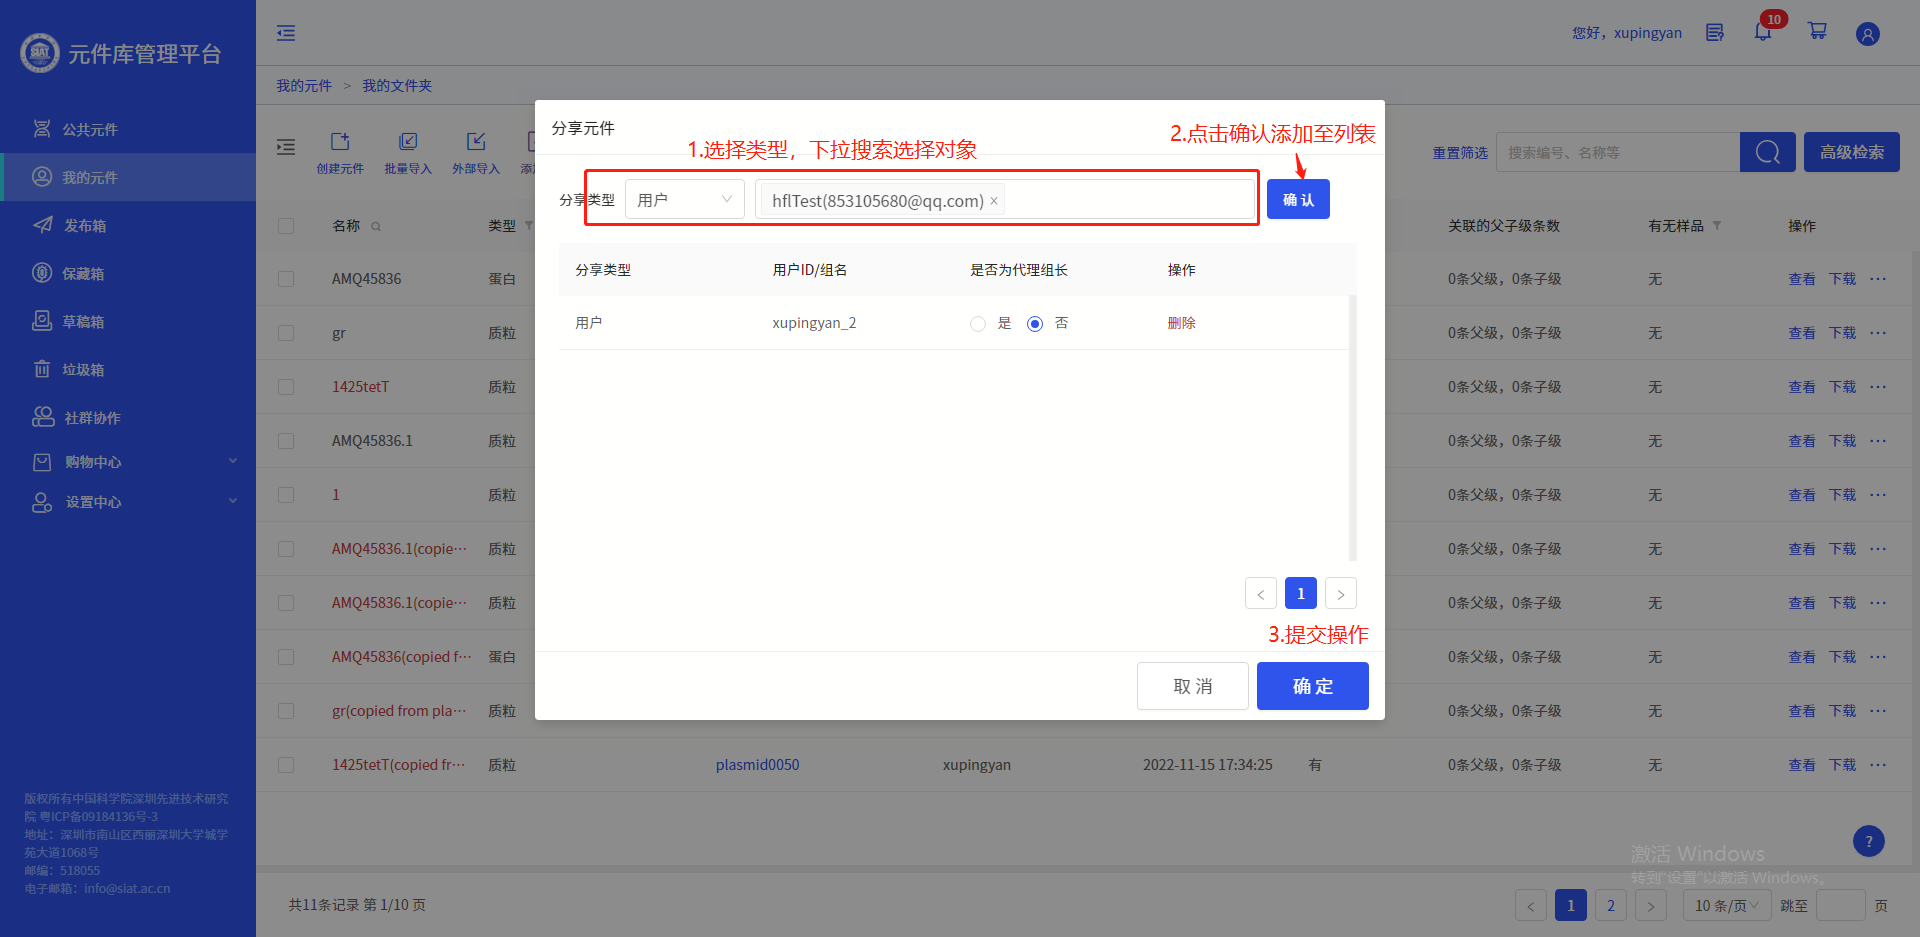 SIAT 元件库管理平台
您好，xupingyan
10
我的元件 > 我的文件夹
公共元件
我的元件
发布箱
保藏箱
草稿箱
垃圾箱
社群协作
购物中心
设置中心
版权所有中国科学院深圳先进技术研究
院 粤ICP备09184136号-3
地址：深圳市南山区西丽深圳大学城学
苑大道1068号
邮编：518055
电子邮箱：info@siat.ac.cn
创建元件 批量导入 外部导入 添
重置筛选 搜索编号、名称等 高级检索
名称 类型 关联的父子级条数 有无样品 操作
AMQ45836 蛋白 0条父级，0条子级 无 查看 下载 ···
gr 质粒 0条父级，0条子级 无 查看 下载 ···
1425tetT 质粒 0条父级，0条子级 无 查看 下载 ···
AMQ45836.1 质粒 0条父级，0条子级 无 查看 下载 ···
1 质粒 0条父级，0条子级 无 查看 下载 ···
AMQ45836.1(copie··· 质粒 0条父级，0条子级 无 查看 下载 ···
AMQ45836.1(copie··· 质粒 0条父级，0条子级 无 查看 下载 ···
AMQ45836(copied f··· 蛋白 0条父级，0条子级 无 查看 下载 ···
gr(copied from pla··· 质粒 0条父级，0条子级 无 查看 下载 ···
1425tetT(copied fr··· 质粒 plasmid0050 xupingyan 2022-11-15 17:34:25 有 0条父级，0条子级 无 查看 下载 ···
分享元件
1.选择类型，下拉搜索选择对象
2.点击确认添加至列表
分享类型 用户 hflTest(853105680@qq.com) × 确 认
分享类型 用户ID/组名 是否为代理组长 操作
用户 xupingyan_2 是 否 删除
< 1 >
3.提交操作
取 消 确 定
?
激活 Windows
转到“设置”以激活 Windows。
共11条记录 第 1/10 页
< 1 2 > 10 条/页 跳至 页